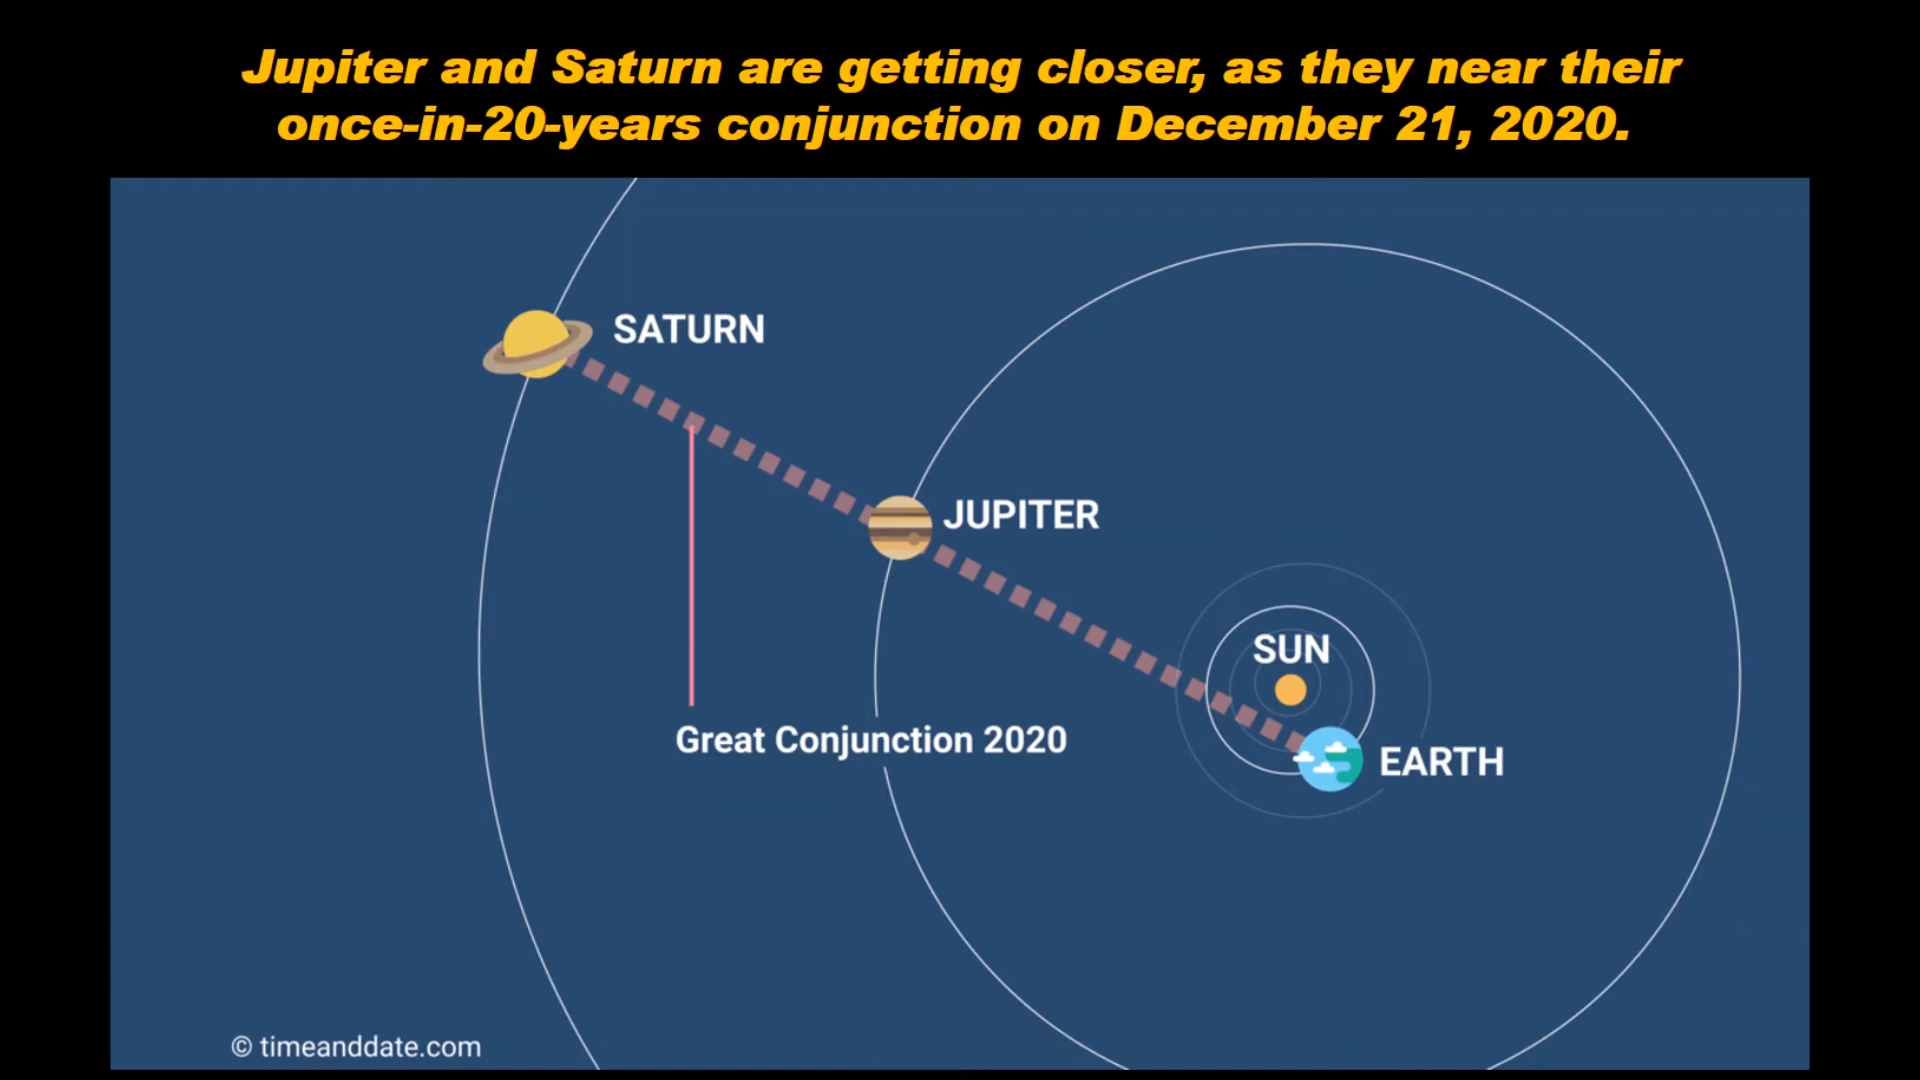 Jupiter and Saturn are getting closer, as they near their
once-in-20-years conjunction on December 21, 2020.
SATURN
JUPITER
SUN
Great Conjunction 2020
EARTH
© timeanddate.com